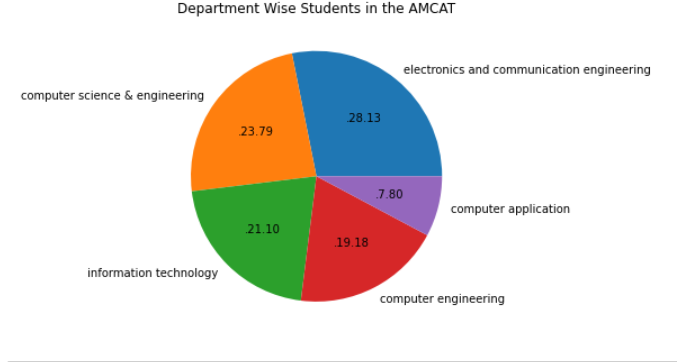 Department Wise Students in the AMCAT
electronics and communication engineering
computer science & engineering
.28.13
.23.79
.7.80
computer application
.21.10
.19.18
information technology
computer engineering